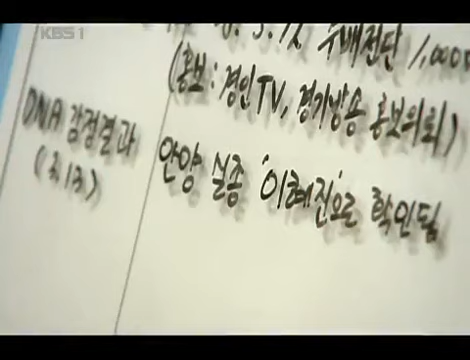 KBS 1
수배전단 1,000
(홍보: 경인TV, 경기방송 홍보의뢰)
DNA 감정결과
(3.13)
안양 실종 '이혜진'으로 확인됨